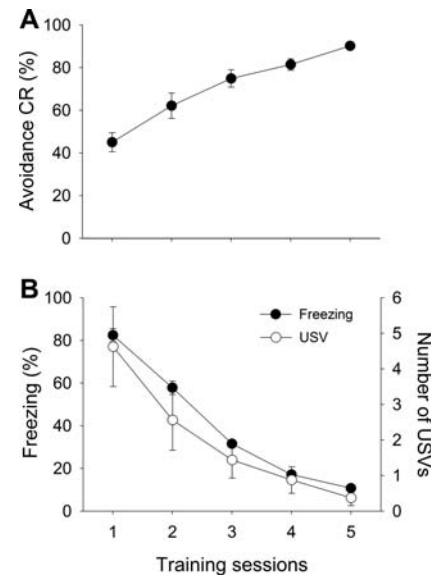 A
Avoidance CR (%)
100
80
60
40
20
0
B
Freezing (%)
100
80
60
40
20
0
Freezing
USV
6
5
4
3
2
1
0
Number of USVs
1 2 3 4 5
Training sessions